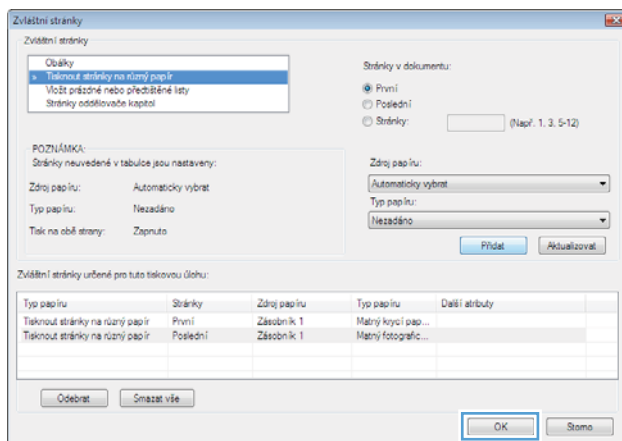 Zvláštní stránky
Zvláštní stránky
Obálky
» Tisknout stránky na různý papír
Vložit prázdné nebo předtištěné listy
Stránky oddělovače kapitol
Stránky v dokumentu:
První
Poslední
Stránky: (Např. 1, 3, 5-12)
POZNÁMKA:
Stránky neuvedené v tabulce jsou nastaveny:
Zdroj papíru: Automaticky vybrat
Typ papíru: Nezadáno
Tisk na obě strany: Zapnuto
Zdroj papíru:
Automaticky vybrat
Typ papíru:
Nezadáno
Přidat Aktualizovat
Zvláštní stránky určené pro tuto tiskovou úlohu:
Typ papíru Stránky Zdroj papíru Typ papíru Další atributy
Tisknout stránky na různý papír První Zásobník 1 Matný krycí pap...
Tisknout stránky na různý papír Poslední Zásobník 1 Matný fotografic...
Odebrat Smazat vše
OK Storno